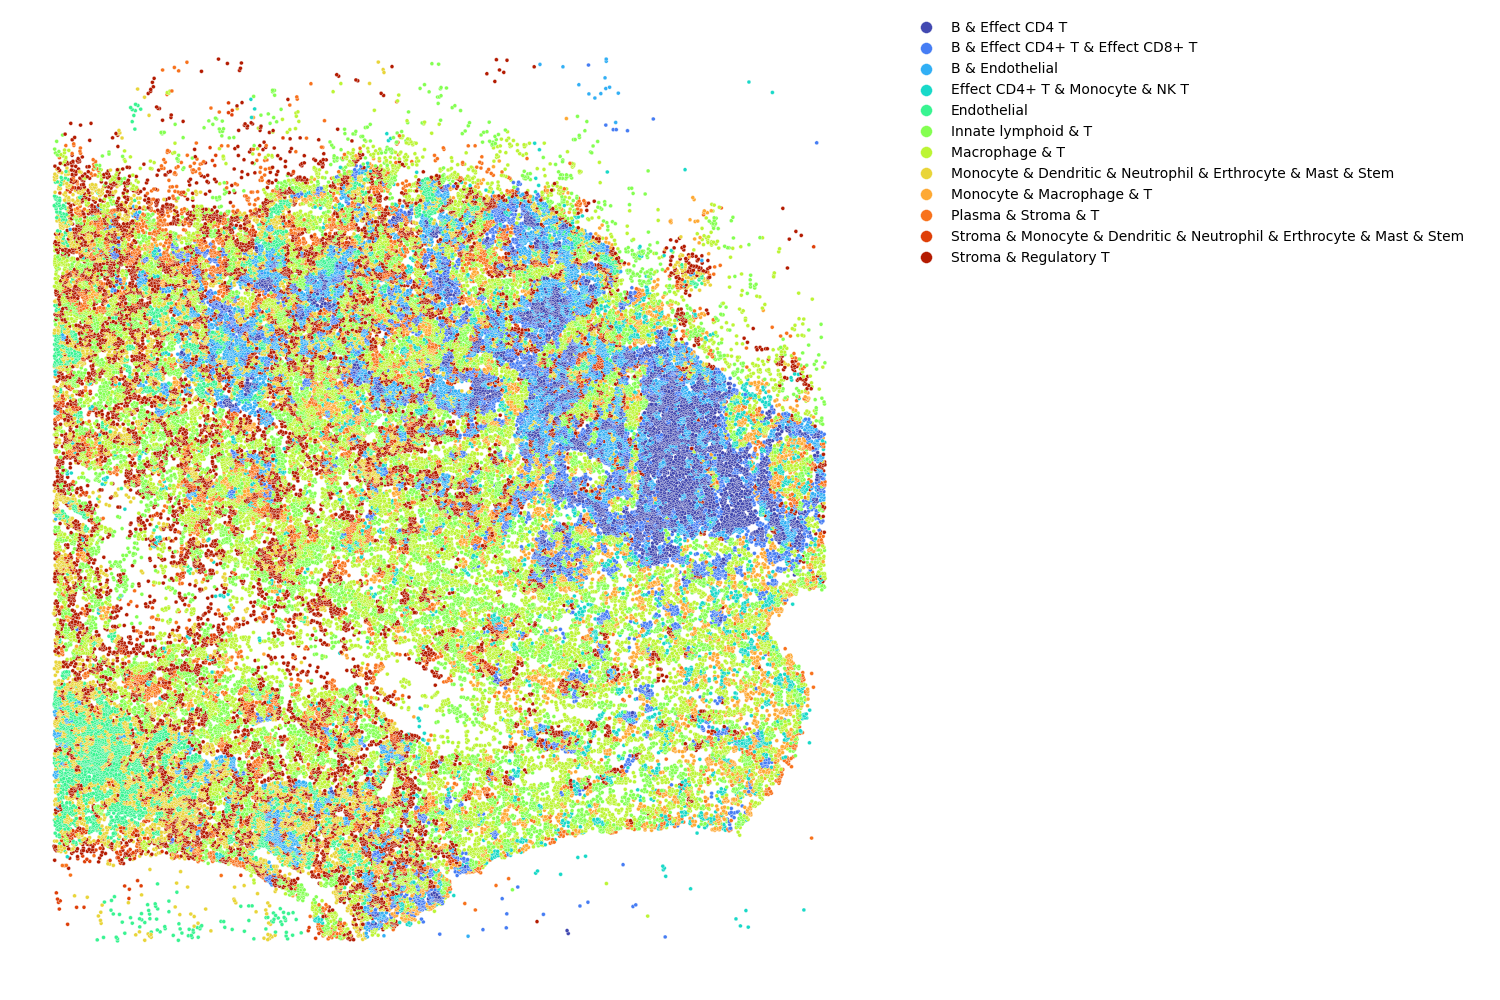 B & Effect CD4 T
B & Effect CD4+ T & Effect CD8+ T
B & Endothelial
Effect CD4+ T & Monocyte & NK T
Endothelial
Innate lymphoid & T
Macrophage & T
Monocyte & Dendritic & Neutrophil & Erthrocyte & Mast & Stem
Monocyte & Macrophage & T
Plasma & Stroma & T
Stroma & Monocyte & Dendritic & Neutrophil & Erthrocyte & Mast & Stem
Stroma & Regulatory T